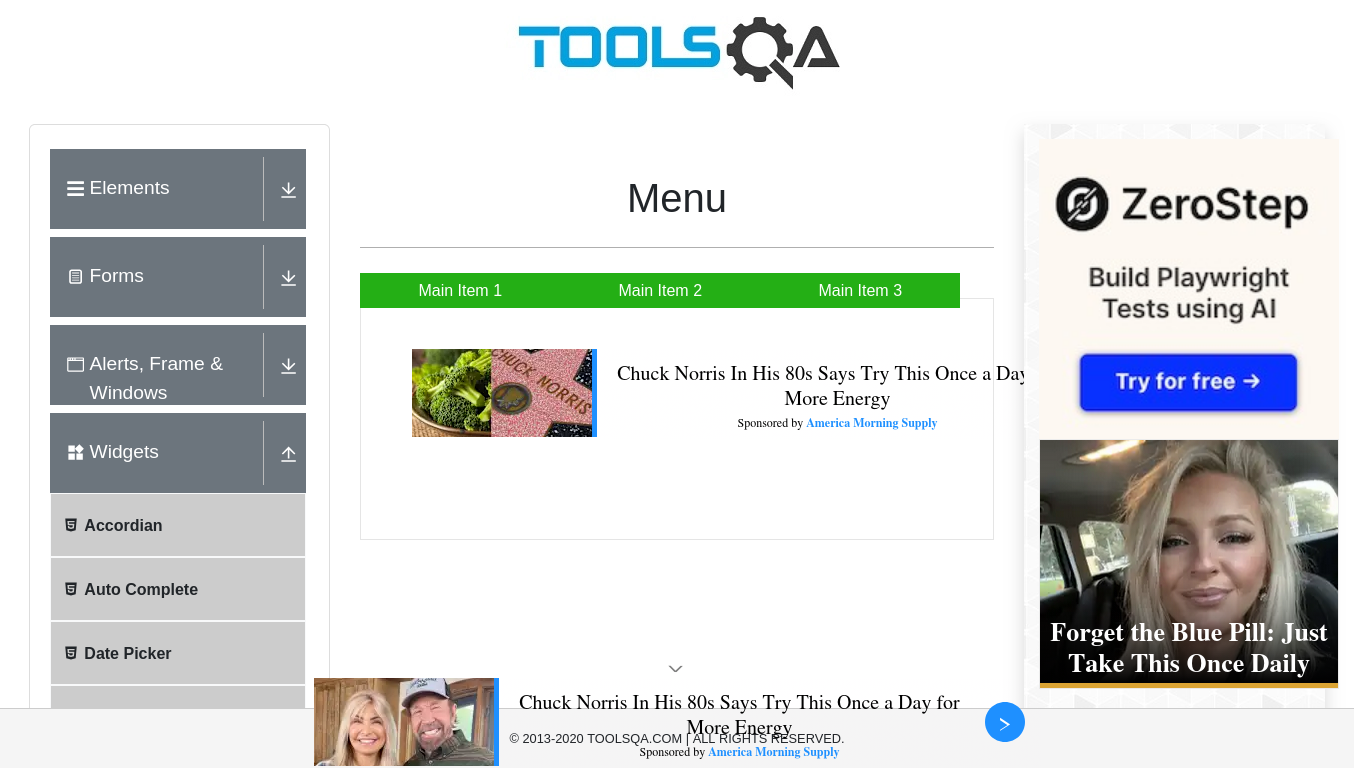 TOOLSQA
Elements
Forms
Alerts, Frame &
Windows
Widgets
Accordian
Auto Complete
Date Picker
Menu
Main Item 1
Main Item 2
Main Item 3
CHUCK NORRIS
Chuck Norris In His 80s Says Try This Once a Day
More Energy
Sponsored by America Morning Supply
Chuck Norris In His 80s Says Try This Once a Day for
More Energy
Sponsored by America Morning Supply
© 2013-2020 TOOLSQA.COM | ALL RIGHTS RESERVED.
ZeroStep
Build Playwright
Tests using AI
Try for free →
Forget the Blue Pill: Just
Take This Once Daily